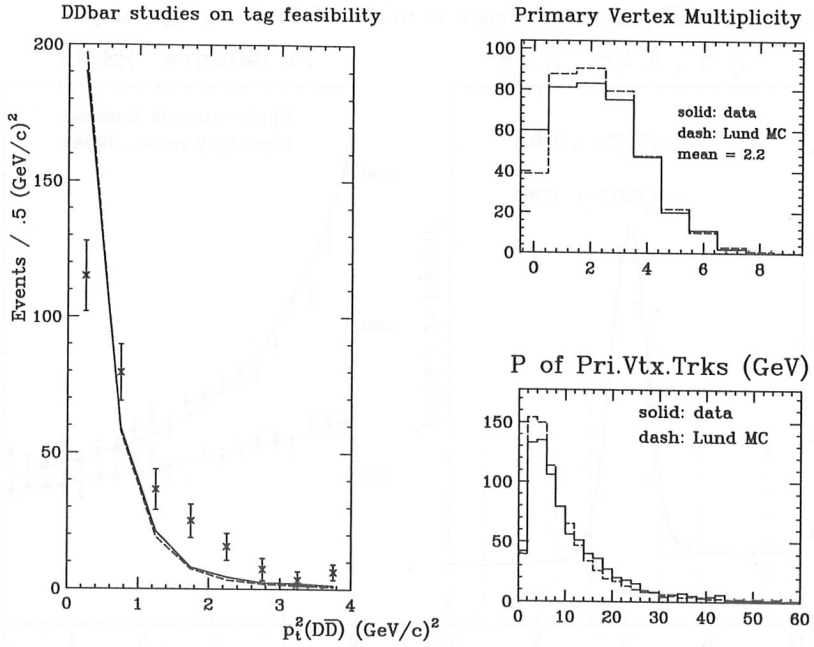 DDbar studies on tag feasibility
Events / .5 (GeV/c)²
200
150
100
50
0
0 1 2 3 4
p_t²(DD̅) (GeV/c)²
Primary Vertex Multiplicity
100
80
60
40
20
0
solid: data
dash: Lund MC
mean = 2.2
0 2 4 6 8
P of Pri.Vtx.Trks (GeV)
150
100
50
0
solid: data
dash: Lund MC
0 10 20 30 40 50 60